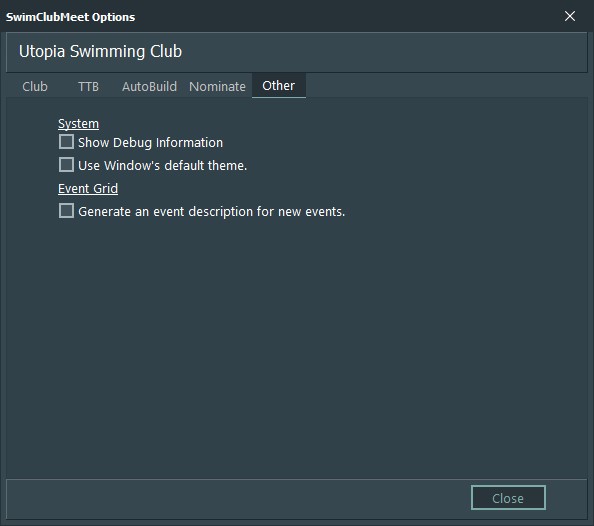 SwimClubMeet Options
Utopia Swimming Club
Club TTB AutoBuild Nominate Other
System
Show Debug Information
Use Window's default theme.
Event Grid
Generate an event description for new events.
Close